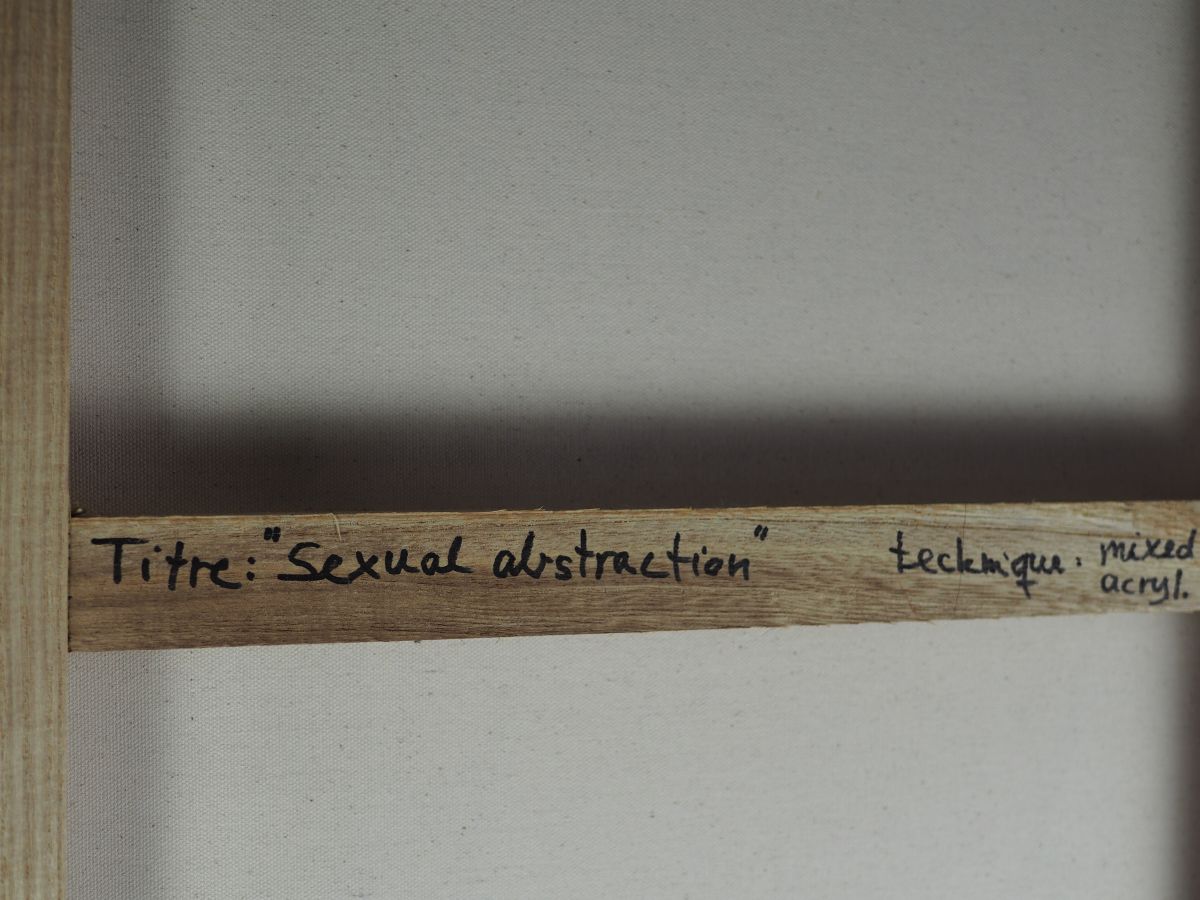 Titre: "Sexual abstraction" technique: mixed
acryl.